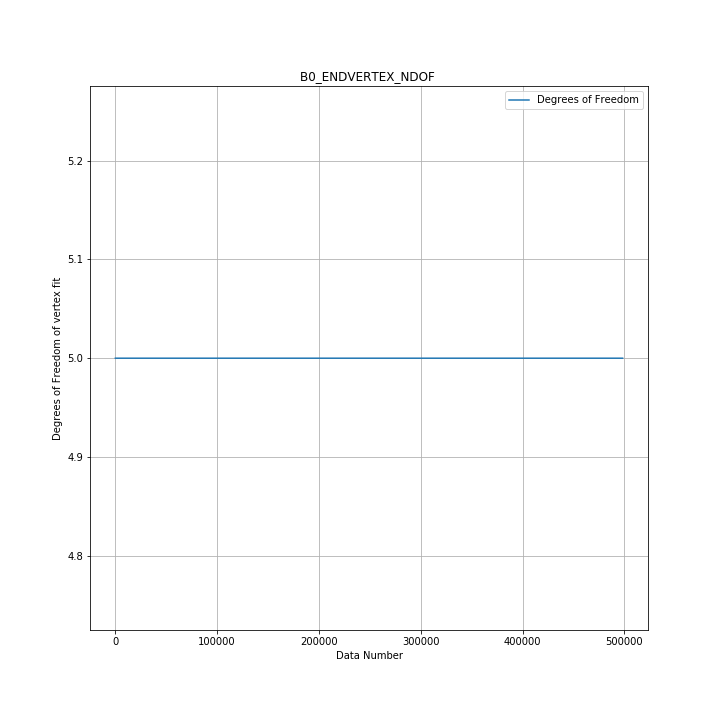 B0_ENDVERTEX_NDOF
Degrees of Freedom
5.2
5.1
5.0
4.9
4.8
Degrees of Freedom of vertex fit
0 100000 200000 300000 400000 500000
Data Number